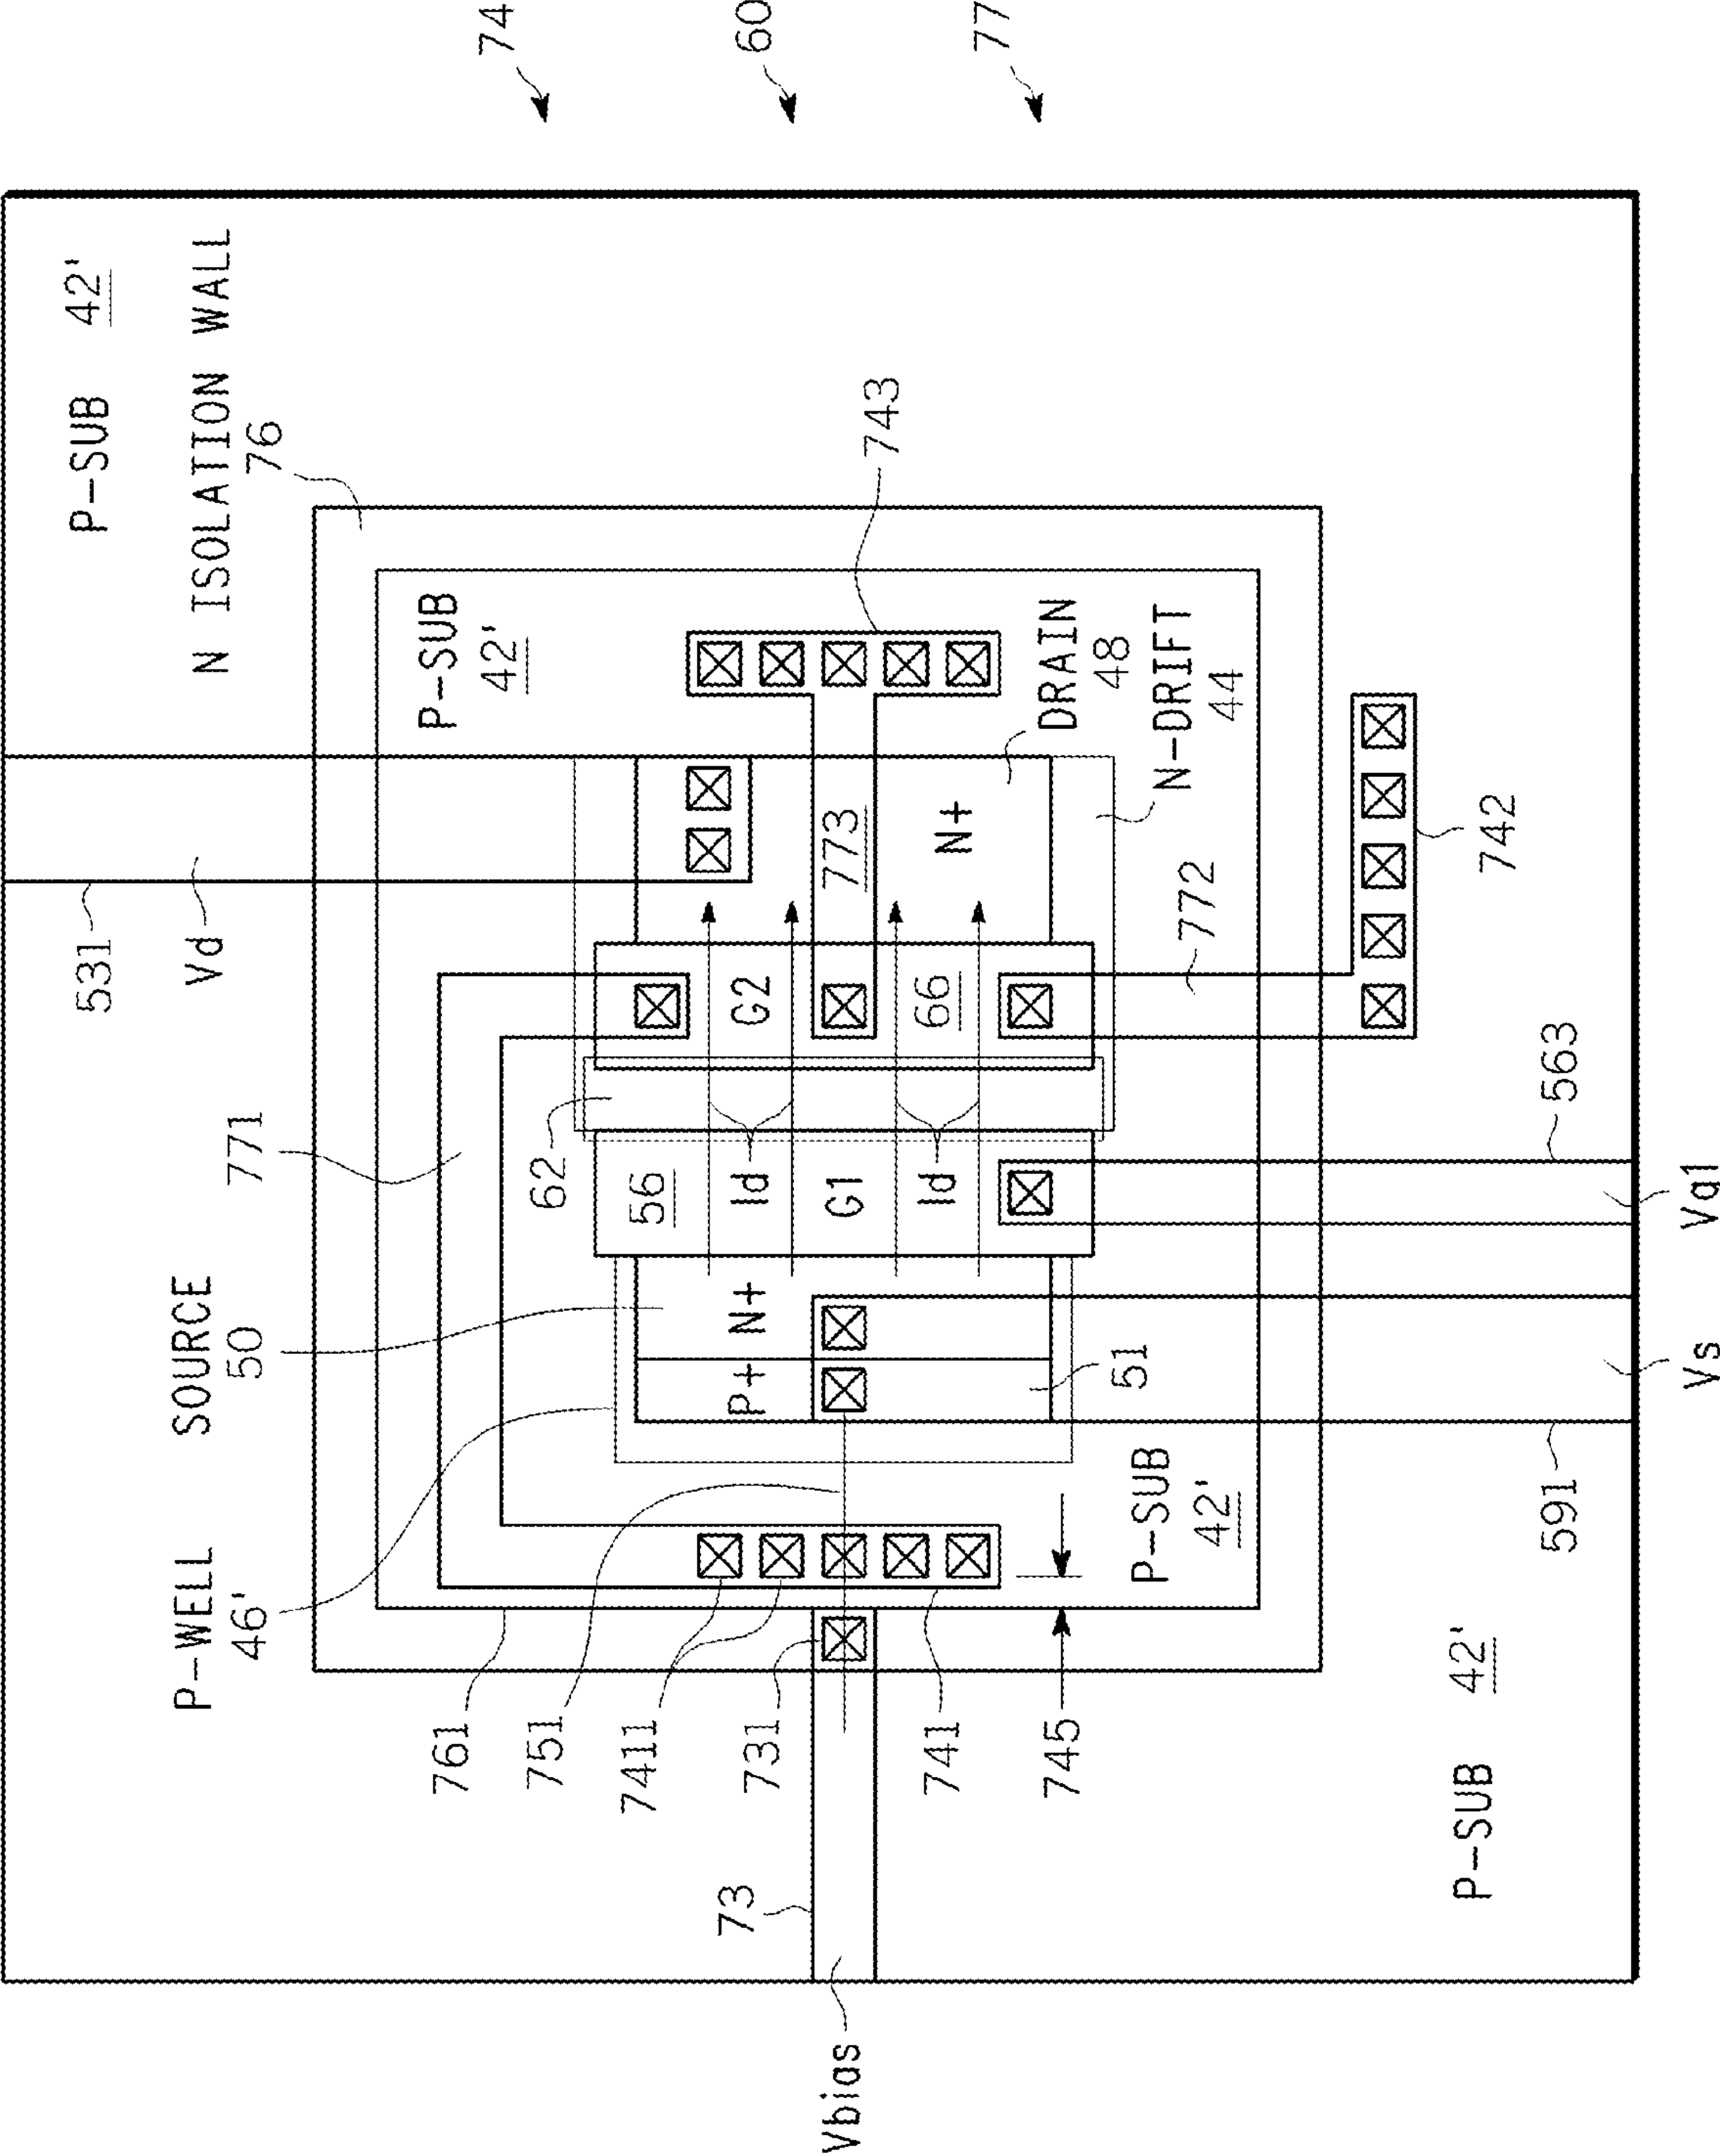 P-SUB 42'
531
P-WELL
46'
SOURCE
50
771
Vd
N ISOLATION WALL
76
761
P-SUB
42'
74
751
62
7411
56
Vbias
73
731
P+
N+
Id
G2
60
G1
773
743
741
Id
66
N+
77
745
DRAIN
48
P-SUB
42'
51
N-DRIFT
44
772
P-SUB 42'
742
591
563
Vs
Vg1